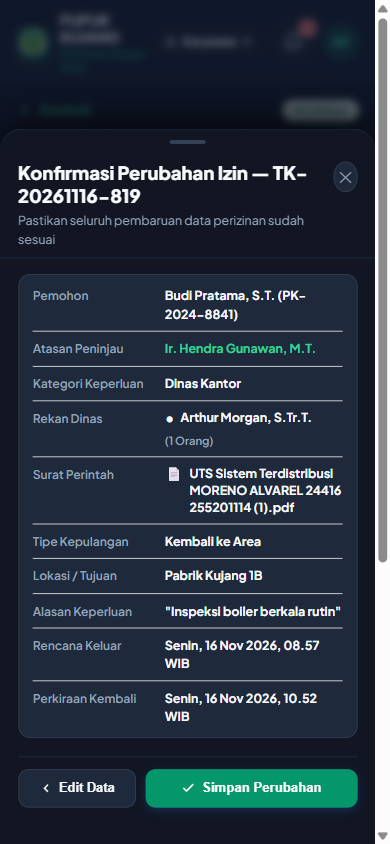 Konfirmasi Perubahan Izin — TK-
20261116-819
Pastikan seluruh pembaruan data perizinan sudah
sesuai
Pemohon
Budi Pratama, S.T. (PK-
2024-8841)
Atasan Peninjau
Ir. Hendra Gunawan, M.T.
Kategori Keperluan
Dinas Kantor
Rekan Dinas
Arthur Morgan, S.Tr.T.
(1 Orang)
Surat Perintah
UTS Sistem Terdistribusi
MORENO ALVAREL 24416
255201114 (1).pdf
Tipe Kepulangan
Kembali ke Area
Lokasi / Tujuan
Pabrik Kujang 1B
Alasan Keperluan
"Inspeksi boiler berkala rutin"
Rencana Keluar
Senin, 16 Nov 2026, 08.57
WIB
Perkiraan Kembali
Senin, 16 Nov 2026, 10.52
WIB
Edit Data
Simpan Perubahan